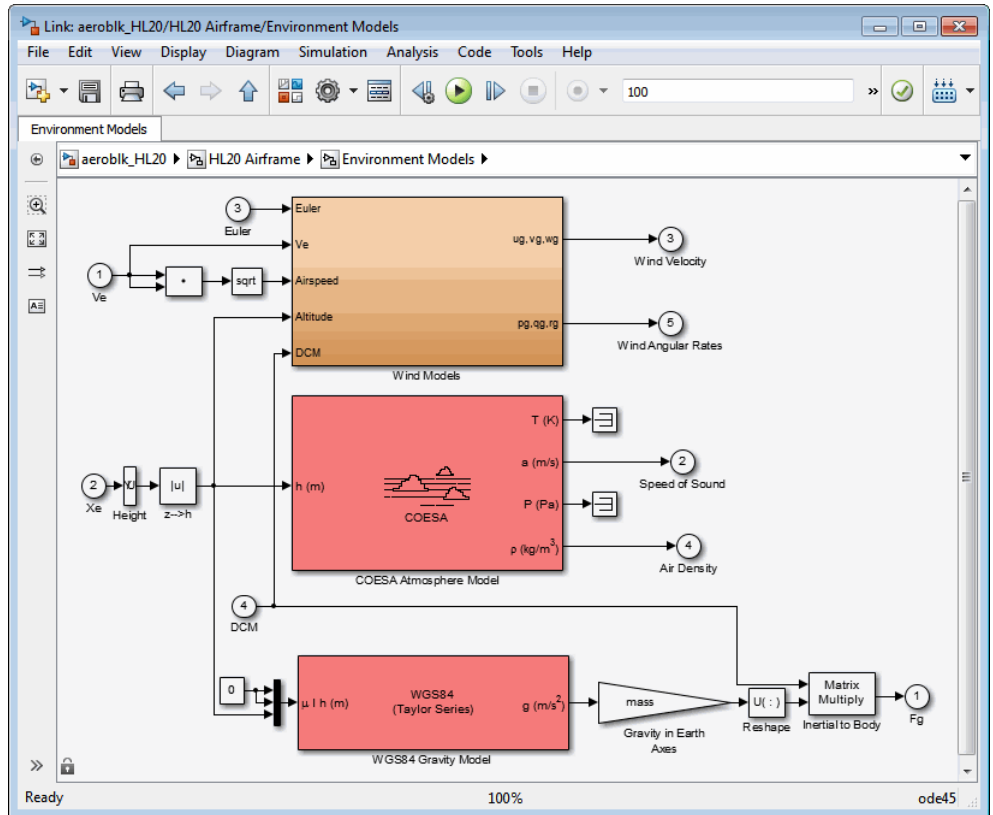 Link: aeroblk_HL20/HL20 Airframe/Environment Models
File Edit View Display Diagram Simulation Analysis Code Tools Help
100
»
Environment Models
aeroblk_HL20 HL20 Airframe Environment Models
3
Euler
Euler
Ve
Airspeed
Altitude
DCM
ug,vg,wg
pg,qg,rg
Wind Models
3
Wind Velocity
5
Wind Angular Rates
1
Ve
sqrt
T (K)
a (m/s)
P (Pa)
ρ (kg/m³)
h (m)
COESA
COESA Atmosphere Model
2
Speed of Sound
4
Air Density
2
Xe
Height
|u|
z-->h
4
DCM
0
μ l h (m)
WGS84
(Taylor Series)
g (m/s²)
WGS84 Gravity Model
mass
Gravity in Earth
Axes
U( : )
Reshape
Matrix
Multiply
Inertial to Body
1
Fg
»
Ready 100% ode45